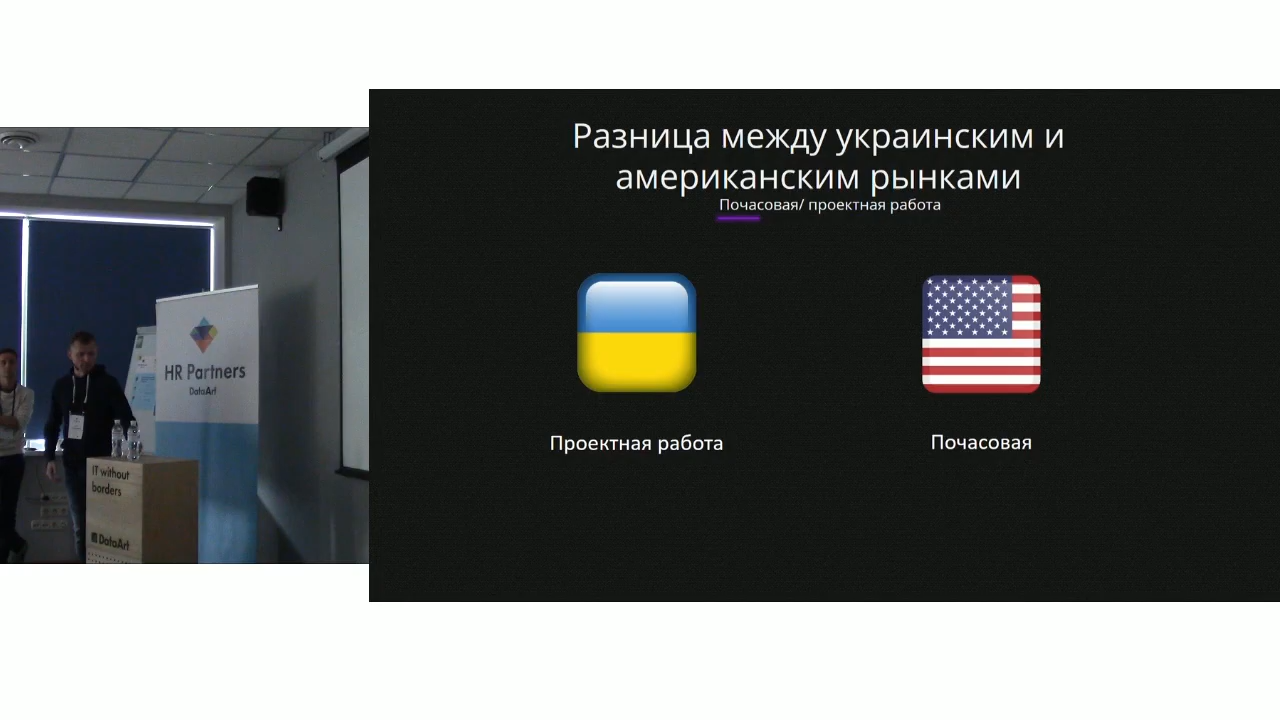 HR Partners
DataArt
IT without
borders
DataArt
Разница между украинским и
американским рынками
Почасовая/ проектная работа
Проектная работа
Почасовая